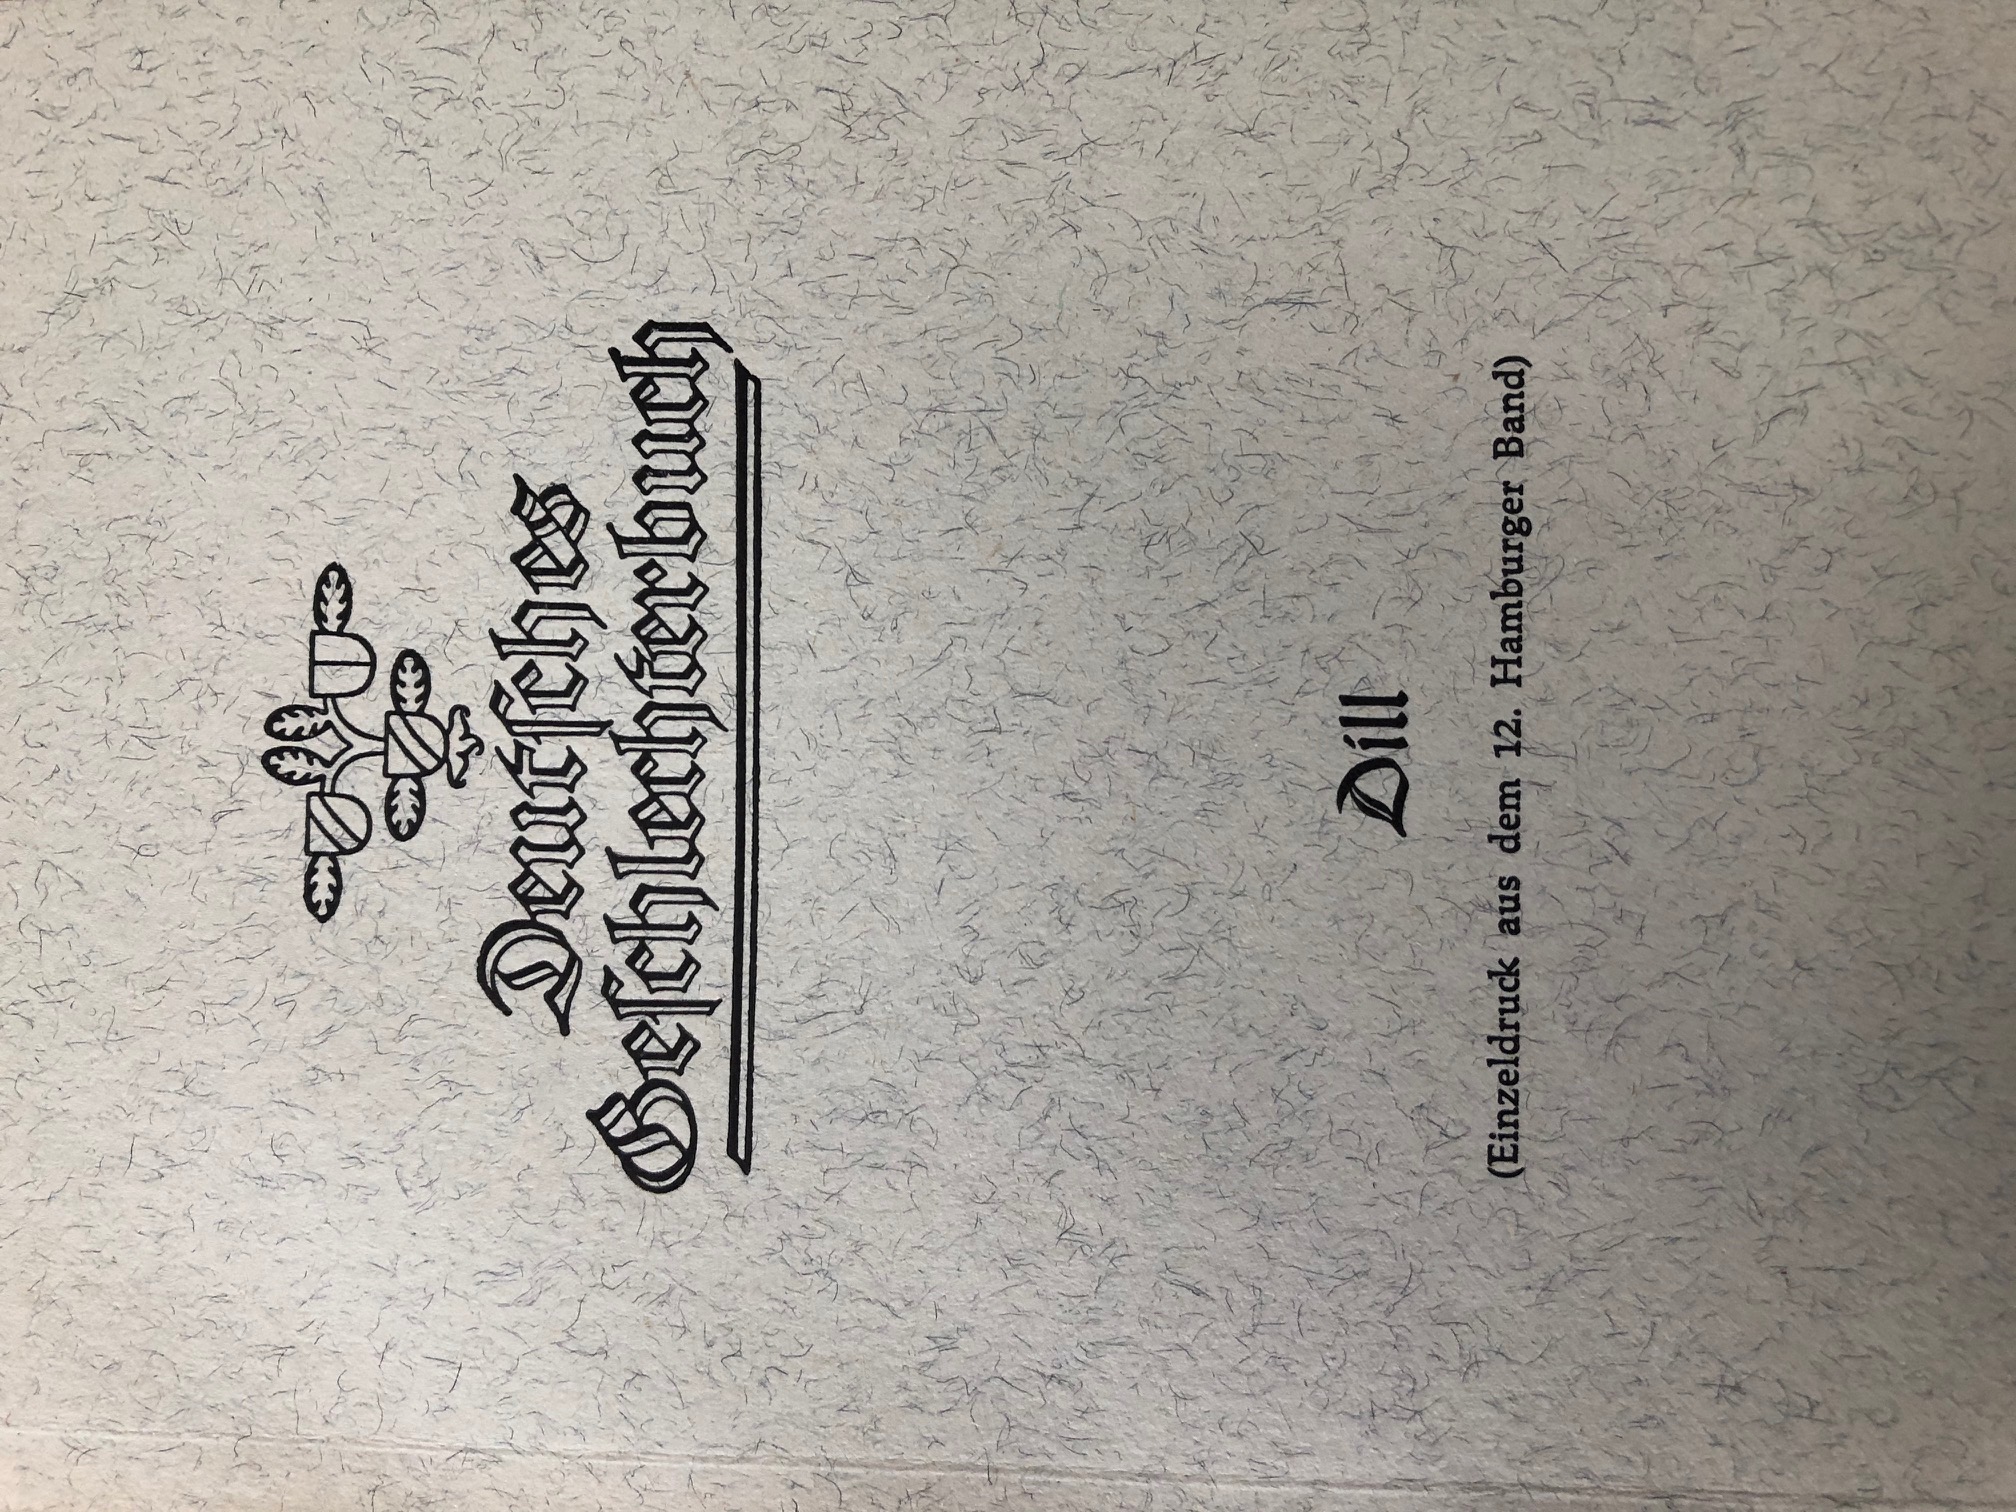 Deutſches
Geſchlechterbuch
Dill
(Einzeldruck aus dem 12. Hamburger Band)